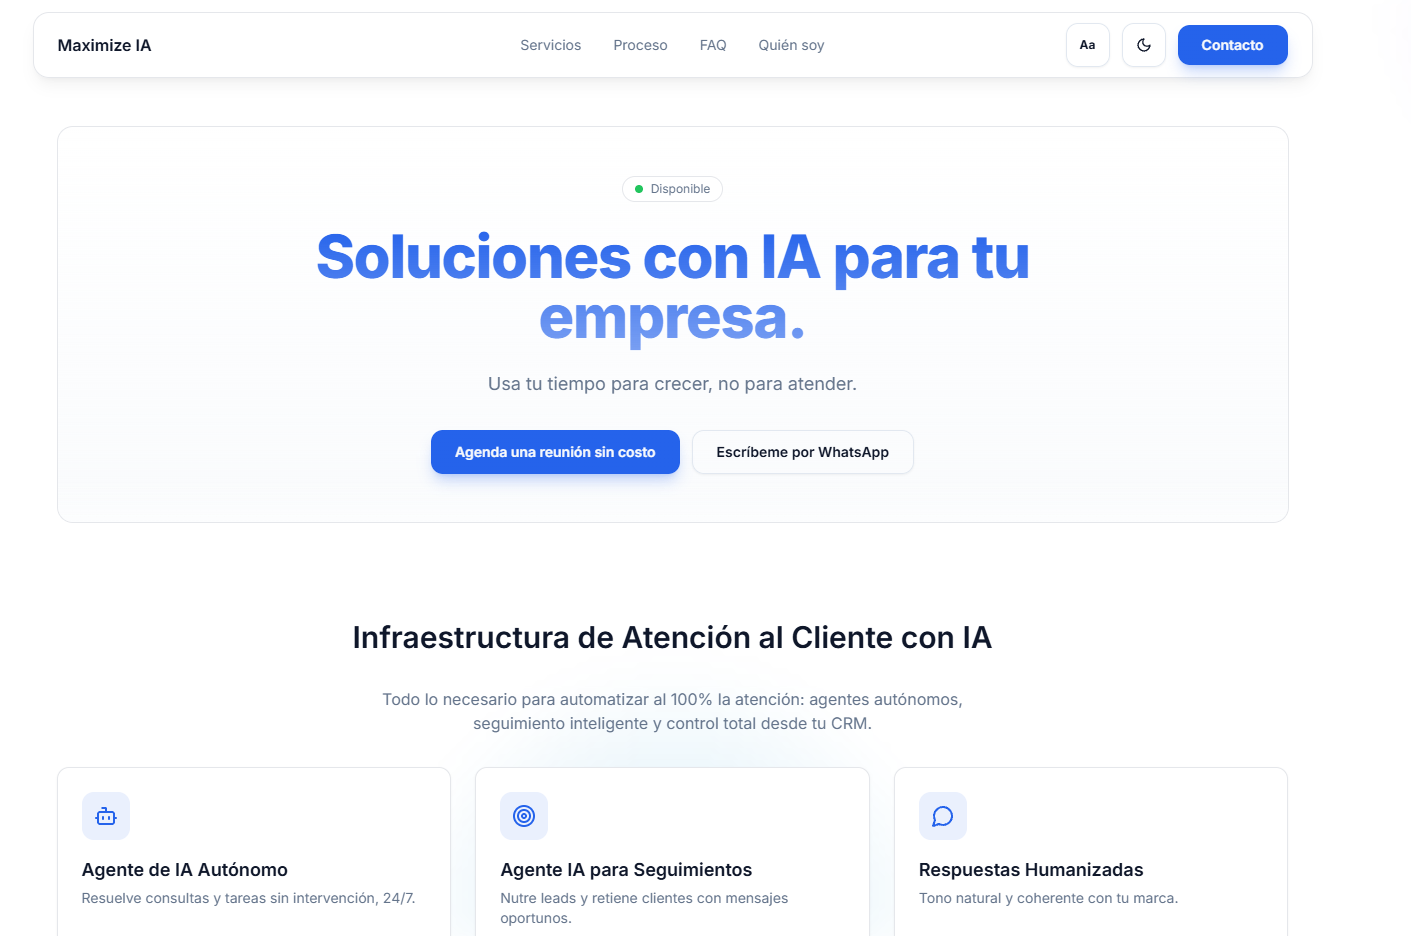 Maximize IA
Servicios
Proceso
FAQ
Quién soy
Aa
Contacto
Disponible
Soluciones con IA para tu
empresa.
Usa tu tiempo para crecer, no para atender.
Agenda una reunión sin costo
Escríbeme por WhatsApp
Infraestructura de Atención al Cliente con IA
Todo lo necesario para automatizar al 100% la atención: agentes autónomos,
seguimiento inteligente y control total desde tu CRM.
Agente de IA Autónomo
Resuelve consultas y tareas sin intervención, 24/7.
Agente IA para Seguimientos
Nutre leads y retiene clientes con mensajes
oportunos.
Respuestas Humanizadas
Tono natural y coherente con tu marca.